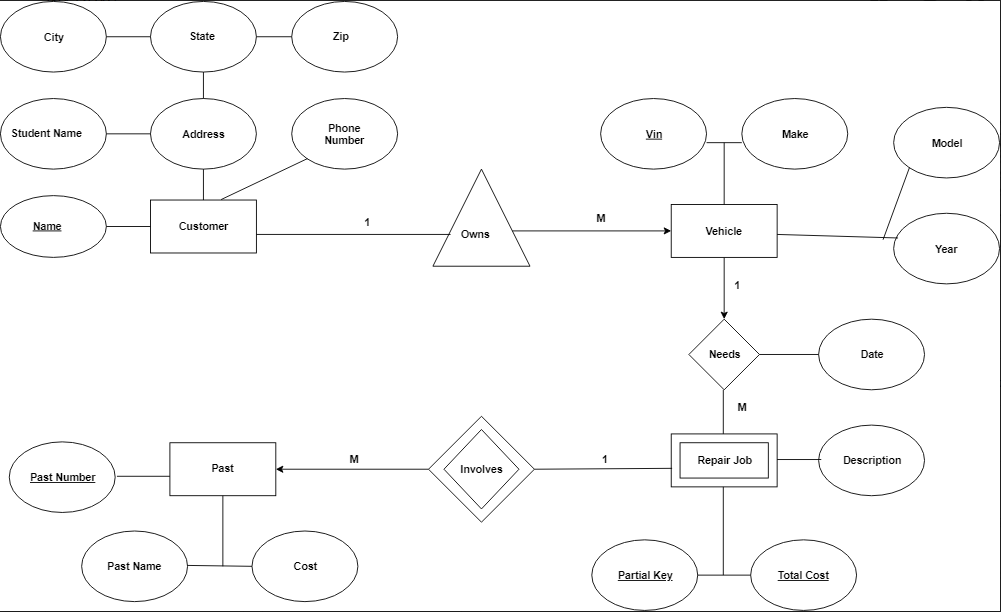 City
State
Zip
Student Name
Address
Phone
Number
Vin
Make
Model
Name
Customer
1
Owns
M
Vehicle
Year
1
Needs
Date
M
Past Number
Past
M
Involves
1
Repair Job
Description
Past Name
Cost
Partial Key
Total Cost